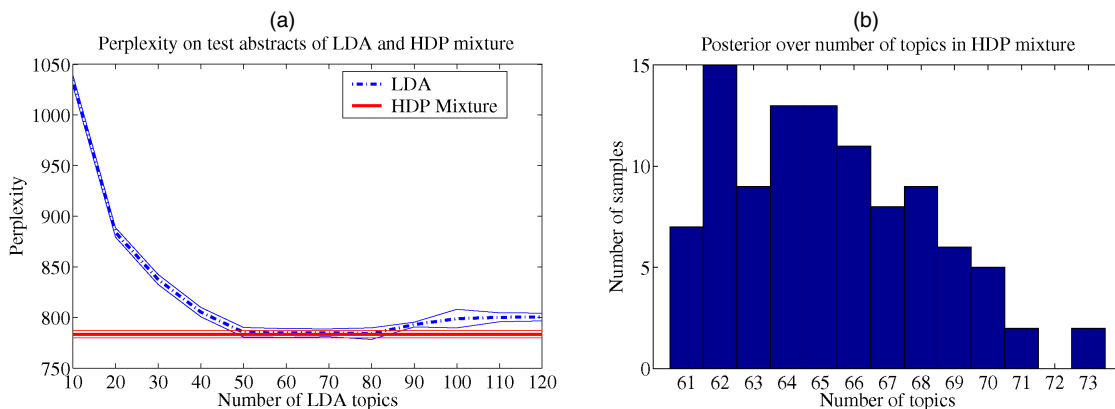 (a)
Perplexity on test abstracts of LDA and HDP mixture
1050
1000
950
900
850
800
750
Perplexity
LDA
HDP Mixture
10 20 30 40 50 60 70 80 90 100 110 120
Number of LDA topics
(b)
Posterior over number of topics in HDP mixture
15
10
5
0
Number of samples
61 62 63 64 65 66 67 68 69 70 71 72 73
Number of topics